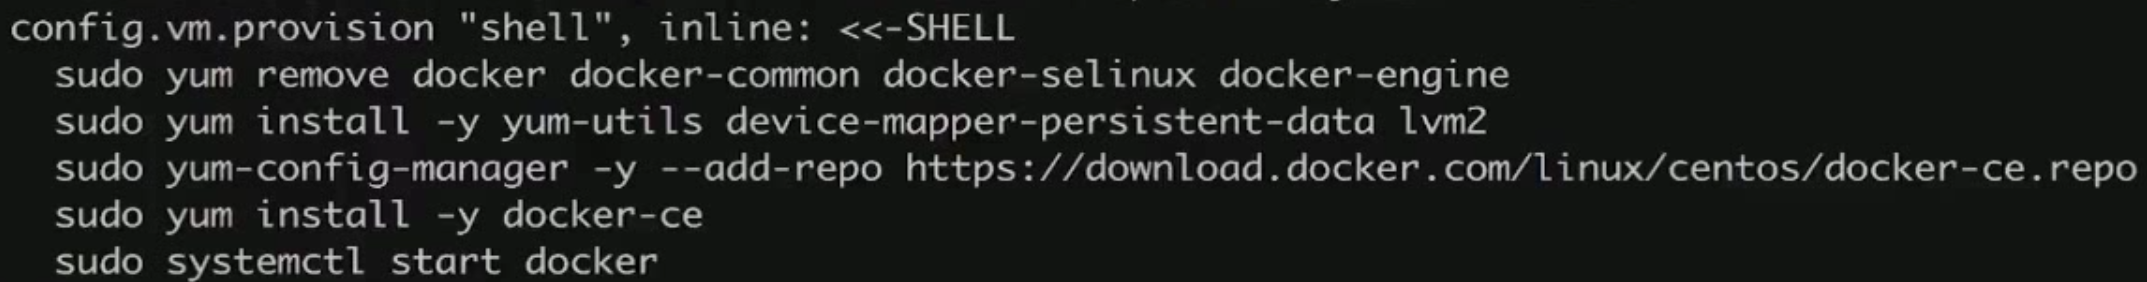 config.vm.provision "shell", inline: <<-SHELL
sudo yum remove docker docker-common docker-selinux docker-engine
sudo yum install -y yum-utils device-mapper-persistent-data lvm2
sudo yum-config-manager -y --add-repo https://download.docker.com/linux/centos/docker-ce.repo
sudo yum install -y docker-ce
sudo systemctl start docker